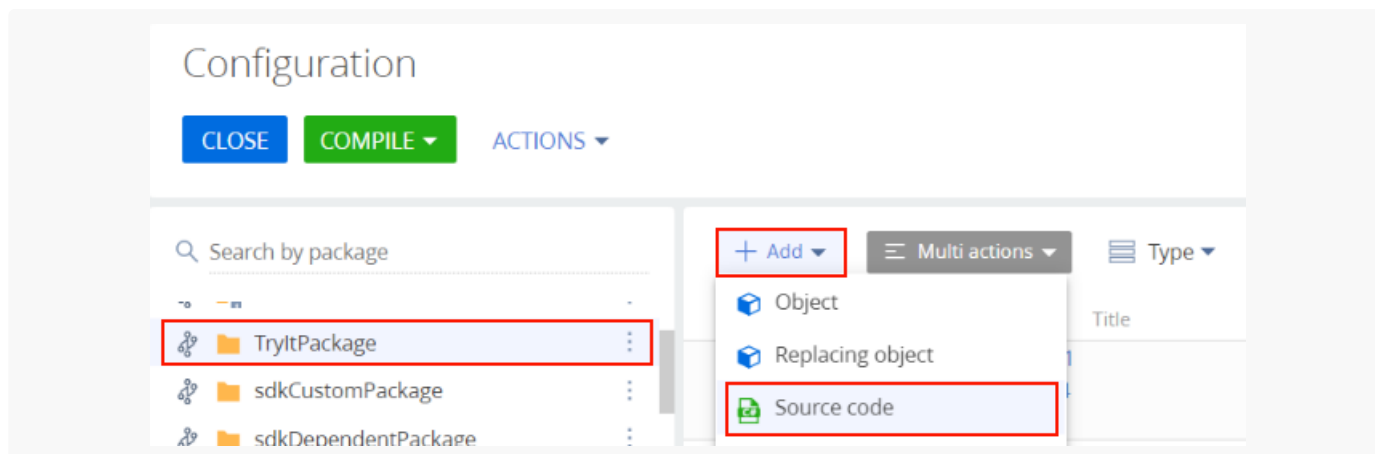 Configuration
CLOSE
COMPILE
ACTIONS
Search by package
TryItPackage
sdkCustomPackage
sdkDependentPackage
+ Add
Multi actions
Type
Object
Title
Replacing object
Source code